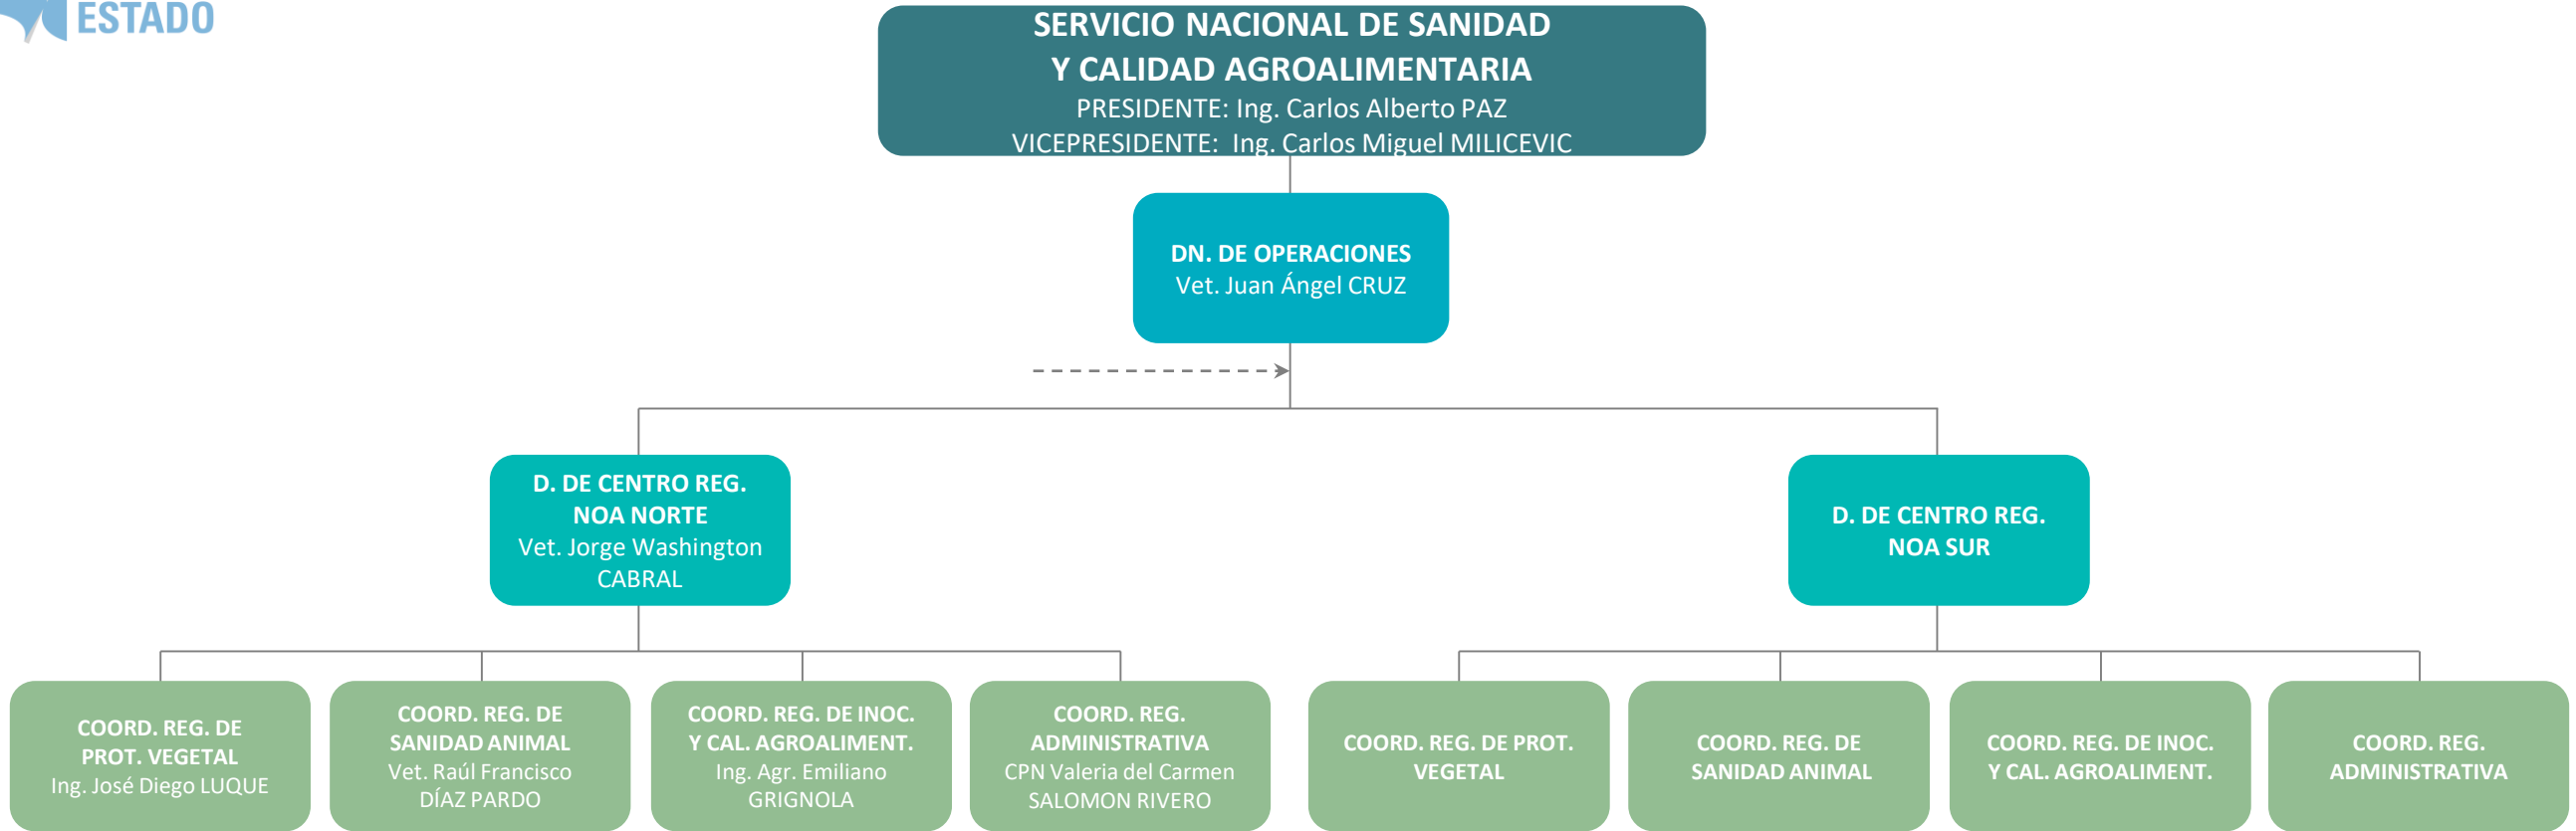 ESTADO
SERVICIO NACIONAL DE SANIDAD
Y CALIDAD AGROALIMENTARIA
PRESIDENTE: Ing. Carlos Alberto PAZ
VICEPRESIDENTE: Ing. Carlos Miguel MILICEVIC
DN. DE OPERACIONES
Vet. Juan Ángel CRUZ
D. DE CENTRO REG.
NOA NORTE
Vet. Jorge Washington
CABRAL
D. DE CENTRO REG.
NOA SUR
COORD. REG. DE
PROT. VEGETAL
Ing. José Diego LUQUE
COORD. REG. DE
SANIDAD ANIMAL
Vet. Raúl Francisco
DÍAZ PARDO
COORD. REG. DE INOC.
Y CAL. AGROALIMENT.
Ing. Agr. Emiliano
GRIGNOLA
COORD. REG.
ADMINISTRATIVA
CPN Valeria del Carmen
SALOMON RIVERO
COORD. REG. DE PROT.
VEGETAL
COORD. REG. DE
SANIDAD ANIMAL
COORD. REG. DE INOC.
Y CAL. AGROALIMENT.
COORD. REG.
ADMINISTRATIVA